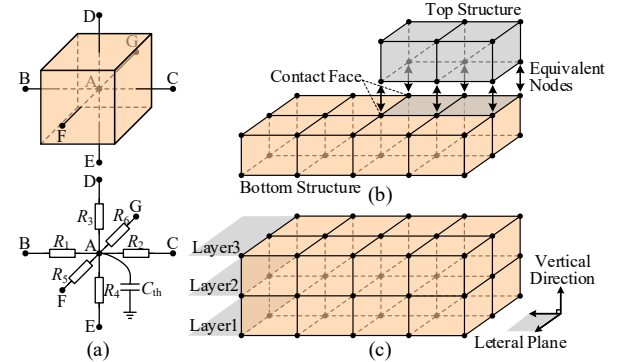 D
G
B
A
C
F
E
D
G
R3
R6
B
R1
A
R2
C
R5
R4
Cth
F
E
(a)
Top Structure
Contact Face
Equivalent
Nodes
Bottom Structure
(b)
Layer3
Layer2
Layer1
Vertical
Direction
Leteral Plane
(c)